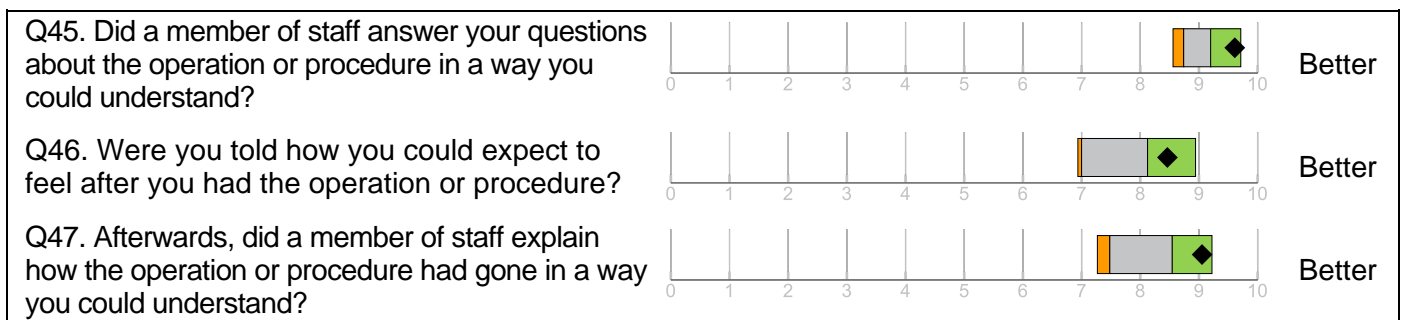 Q45. Did a member of staff answer your questions
about the operation or procedure in a way you
could understand?
0 1 2 3 4 5 6 7 8 9 10
Better
Q46. Were you told how you could expect to
feel after you had the operation or procedure?
0 1 2 3 4 5 6 7 8 9 10
Better
Q47. Afterwards, did a member of staff explain
how the operation or procedure had gone in a way
you could understand?
0 1 2 3 4 5 6 7 8 9 10
Better